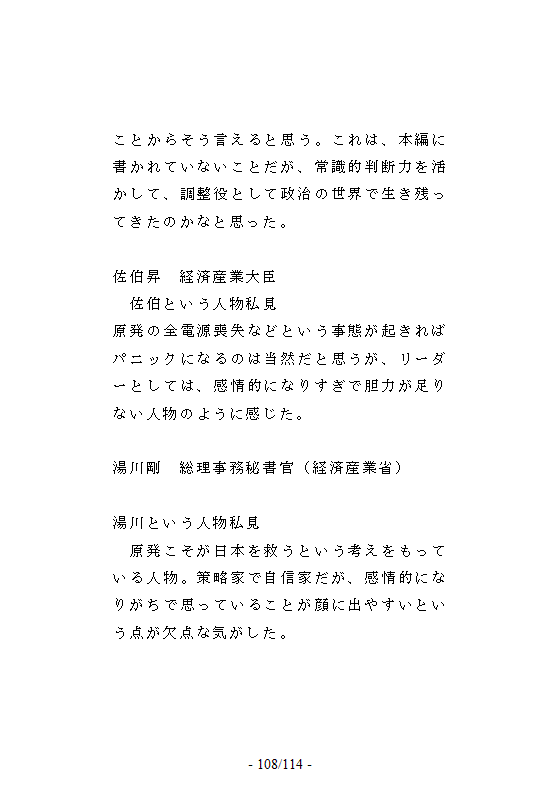 ことからそう言えると思う。これは、本編に
書かれていないことだが、常識的判断力を活
かして、調整役として政治の世界で生き残っ
てきたのかなと思った。
佐伯昇　経済産業大臣
　佐伯という人物私見
原発の全電源喪失などという事態が起きれば
パニックになるのは当然だと思うが、リーダ
ーとしては、感情的になりすぎで胆力が足り
ない人物のように感じた。
湯川剛　総理事務秘書官（経済産業省）
湯川という人物私見
　原発こそが日本を救うという考えをもって
いる人物。策略家で自信家だが、感情的にな
りがちで思っていることが顔に出やすいとい
う点が欠点な気がした。
- 108/114 -